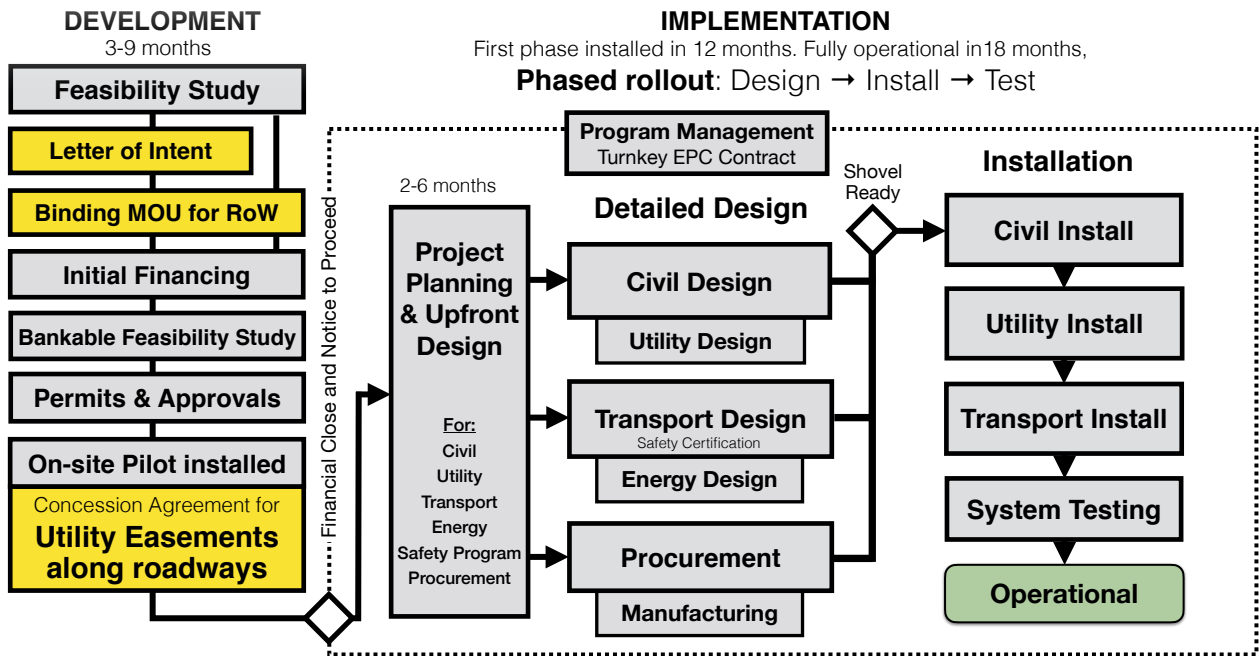 DEVELOPMENT
3-9 months
Feasibility Study
Letter of Intent
Binding MOU for RoW
Initial Financing
Bankable Feasibility Study
Permits & Approvals
On-site Pilot installed
Concession Agreement for
Utility Easements
along roadways
Financial Close and Notice to Proceed
IMPLEMENTATION
First phase installed in 12 months. Fully operational in18 months,
Phased rollout: Design → Install → Test
Program Management
Turnkey EPC Contract
2-6 months
Project
Planning
& Upfront
Design
For:
Civil
Utility
Transport
Energy
Safety Program
Procurement
Detailed Design
Civil Design
Utility Design
Transport Design
Safety Certification
Energy Design
Procurement
Manufacturing
Shovel
Ready
Installation
Civil Install
Utility Install
Transport Install
System Testing
Operational